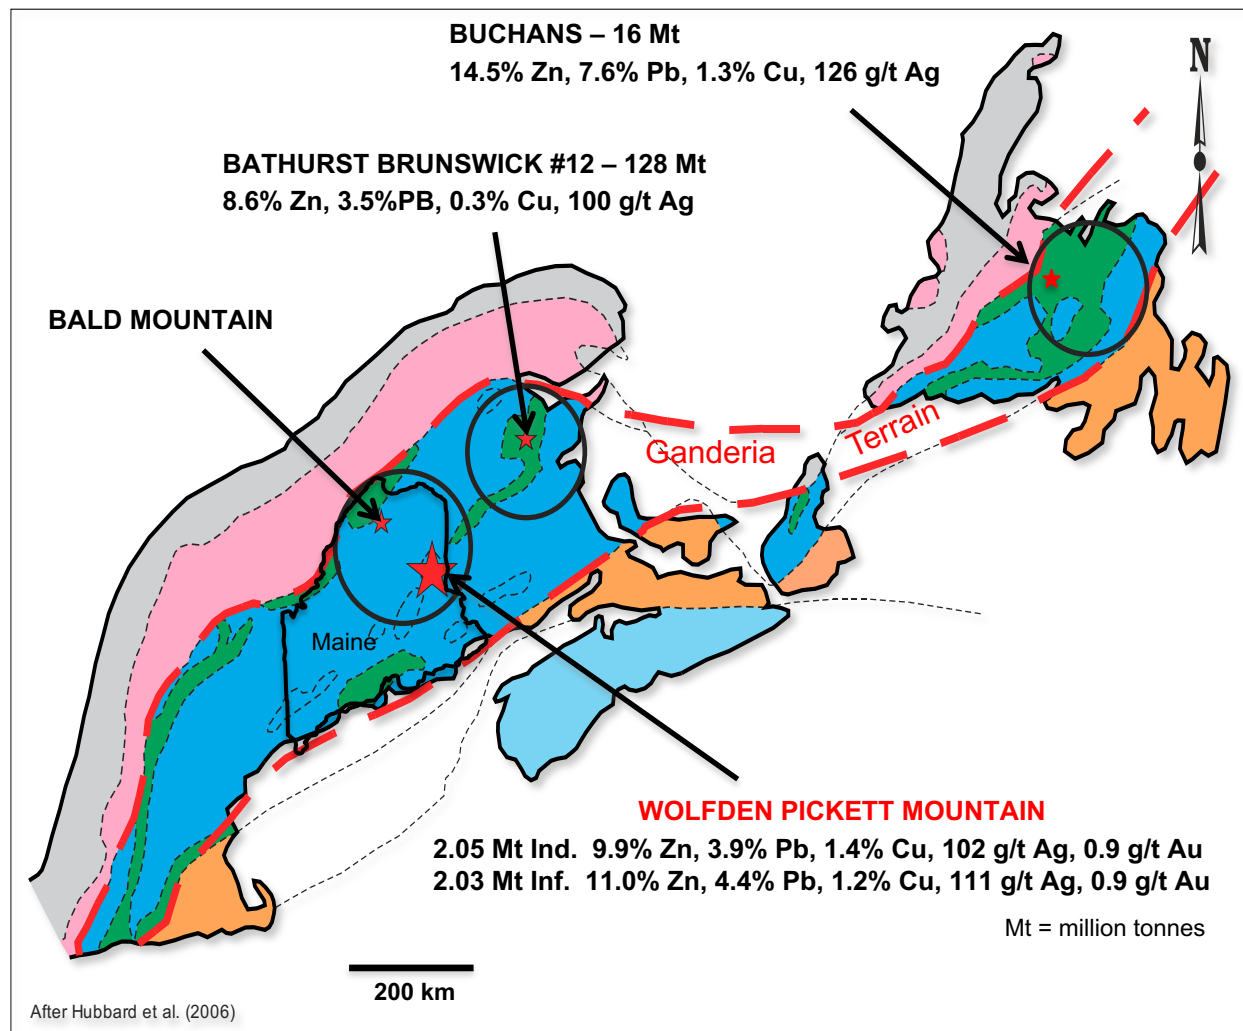 BUCHANS – 16 Mt
14.5% Zn, 7.6% Pb, 1.3% Cu, 126 g/t Ag
N
BATHURST BRUNSWICK #12 – 128 Mt
8.6% Zn, 3.5%PB, 0.3% Cu, 100 g/t Ag
BALD MOUNTAIN
Ganderia
Terrain
Maine
WOLFDEN PICKETT MOUNTAIN
2.05 Mt Ind. 9.9% Zn, 3.9% Pb, 1.4% Cu, 102 g/t Ag, 0.9 g/t Au
2.03 Mt Inf. 11.0% Zn, 4.4% Pb, 1.2% Cu, 111 g/t Ag, 0.9 g/t Au
Mt = million tonnes
200 km
After Hubbard et al. (2006)